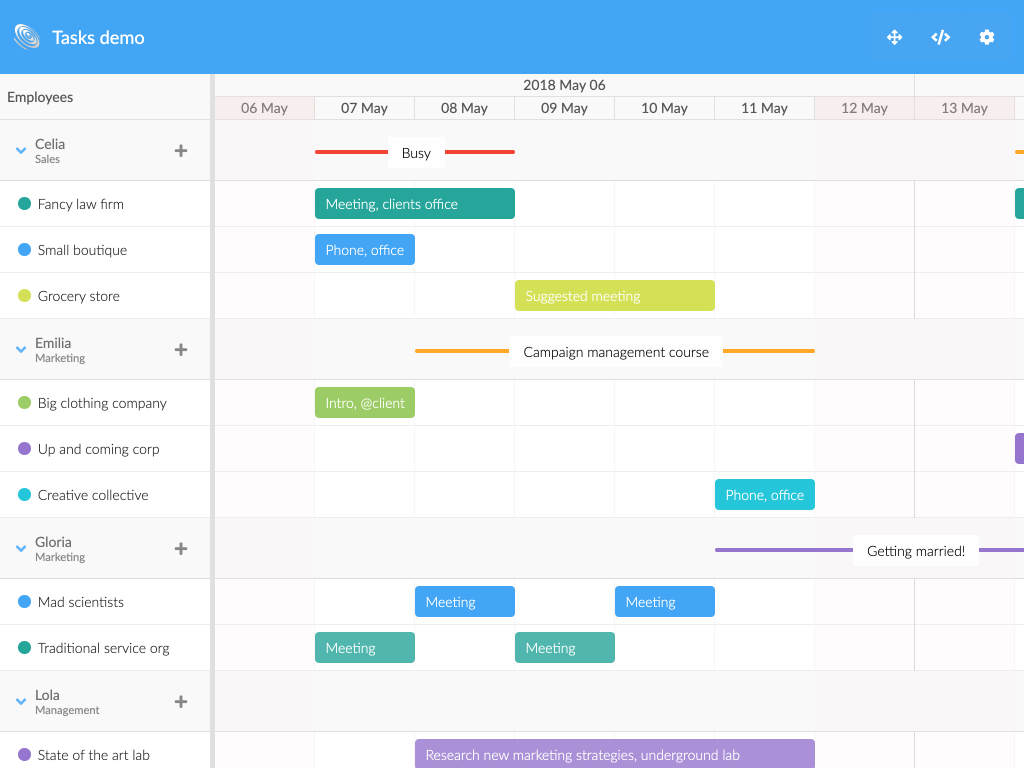 Tasks demo
Employees
2018 May 06
06 May 07 May 08 May 09 May 10 May 11 May 12 May 13 May
Celia
Sales
Busy
Fancy law firm
Meeting, clients office
Small boutique
Phone, office
Grocery store
Suggested meeting
Emilia
Marketing
Campaign management course
Big clothing company
Intro, @client
Up and coming corp
Creative collective
Phone, office
Gloria
Marketing
Getting married!
Mad scientists
Meeting Meeting
Traditional service org
Meeting Meeting
Lola
Management
State of the art lab
Research new marketing strategies, underground lab